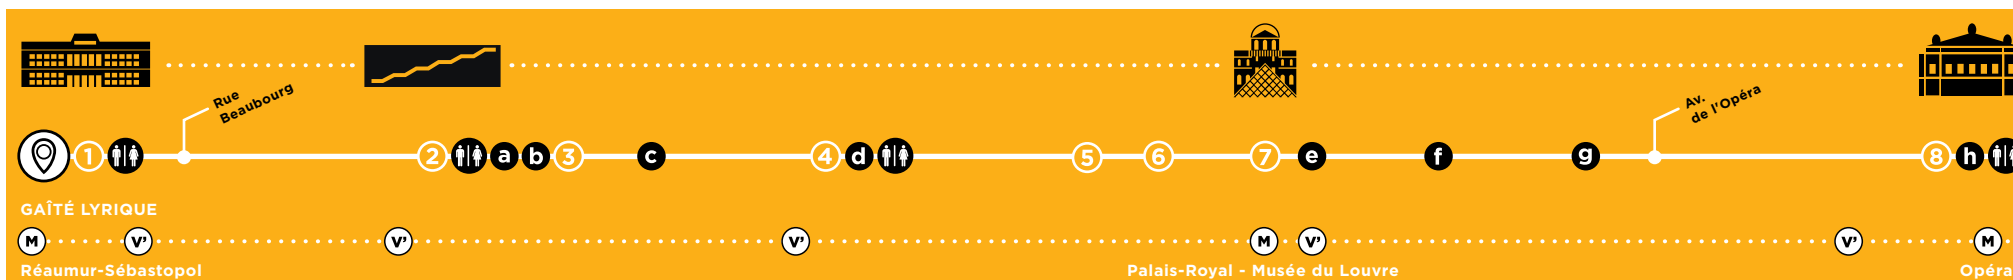 Rue
Beaubourg
Av.
de l'Opéra
1
2
a
b
3
c
4
d
5
6
7
e
f
g
8
h
GAÎTÉ LYRIQUE
M
V'
V'
V'
M
V'
V'
M
Réaumur-Sébastopol
Palais-Royal - Musée du Louvre
Opéra